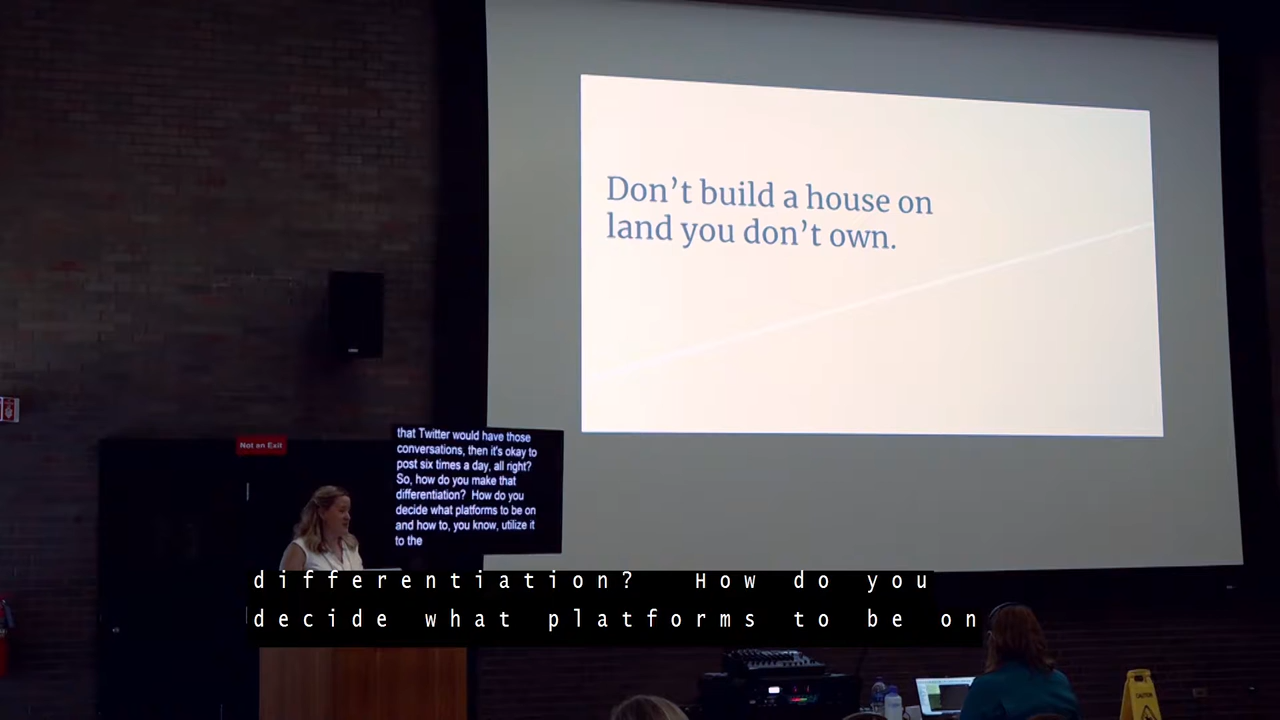 Don't build a house on
land you don't own.
Not an Exit
that Twitter would have those
conversations, then it's okay to
post six times a day, all right?
So, how do you make that
differentiation? How do you
decide what platforms to be on
and how to, you know, utilize it
to the
differentiation? How do you
decide what platforms to be on
CAUTION